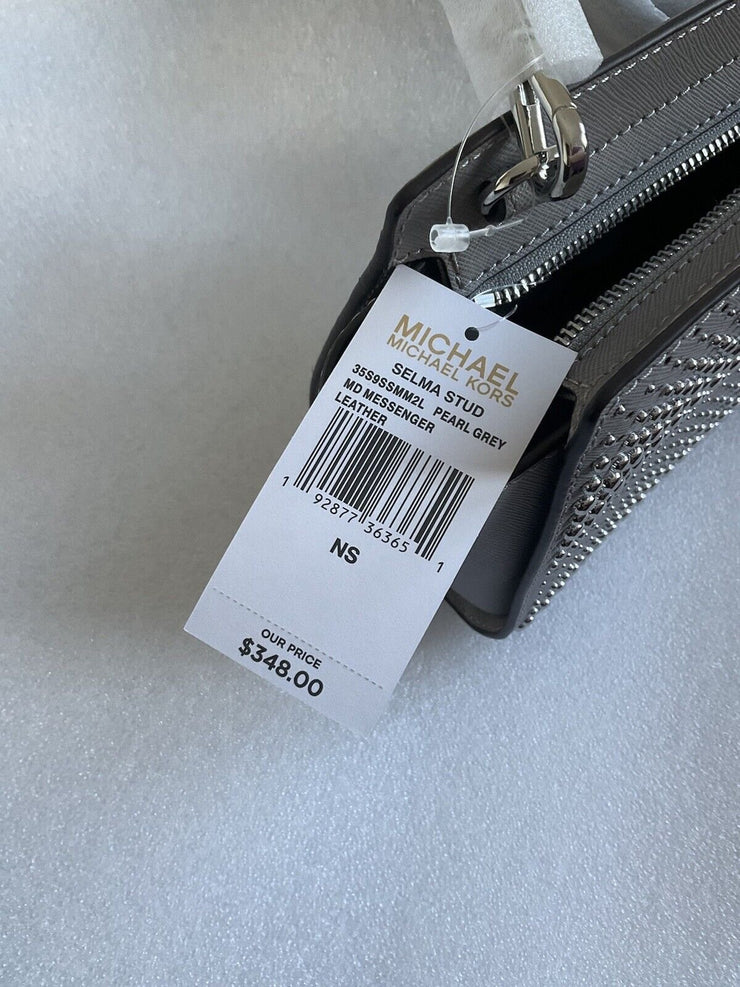 MICHAEL
MICHAEL KORS
SELMA STUD
35S9SSMM2L PEARL GREY
MD MESSENGER
LEATHER
1 92877 36365 1
NS
OUR PRICE
$348.00